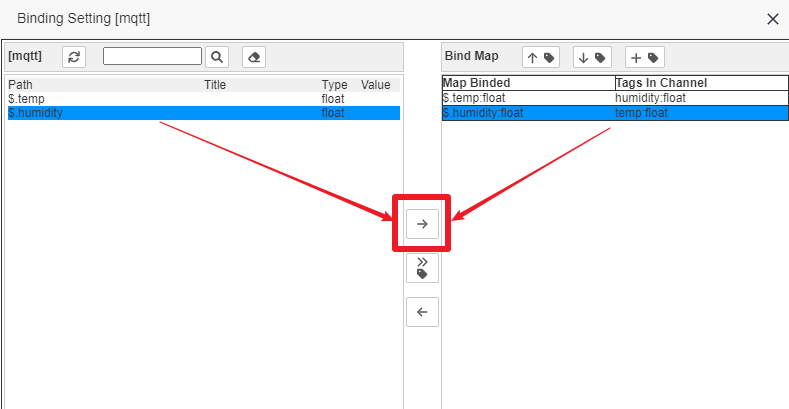 Binding Setting [mqtt]
[mqtt]
Path Title Type Value
$.temp float
$.humidity float
Bind Map
Map Binded Tags In Channel
$.temp:float humidity:float
$.humidity:float temp:float